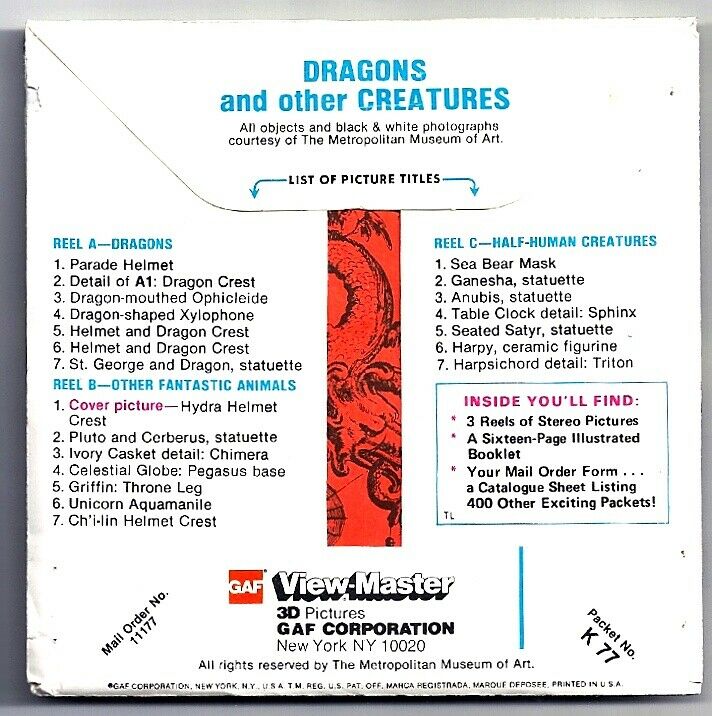 DRAGONS
and other CREATURES
All objects and black & white photographs
courtesy of The Metropolitan Museum of Art.
LIST OF PICTURE TITLES
REEL A—DRAGONS
1. Parade Helmet
2. Detail of A1: Dragon Crest
3. Dragon-mouthed Ophicleide
4. Dragon-shaped Xylophone
5. Helmet and Dragon Crest
6. Helmet and Dragon Crest
7. St. George and Dragon, statuette
REEL B—OTHER FANTASTIC ANIMALS
1. Cover picture—Hydra Helmet
Crest
2. Pluto and Cerberus, statuette
3. Ivory Casket detail: Chimera
4. Celestial Globe: Pegasus base
5. Griffin: Throne Leg
6. Unicorn Aquamanile
7. Ch'i-lin Helmet Crest
REEL C—HALF-HUMAN CREATURES
1. Sea Bear Mask
2. Ganesha, statuette
3. Anubis, statuette
4. Table Clock detail: Sphinx
5. Seated Satyr, statuette
6. Harpy, ceramic figurine
7. Harpsichord detail: Triton
INSIDE YOU'LL FIND:
* 3 Reels of Stereo Pictures
* A Sixteen-Page Illustrated
Booklet
* Your Mail Order Form . . .
a Catalogue Sheet Listing
400 Other Exciting Packets!
TL
Mail Order No.
11177
GAF® View-Master
3D Pictures
GAF CORPORATION
New York NY 10020
Packet No.
K 77
All rights reserved by The Metropolitan Museum of Art.
®GAF CORPORATION, NEW YORK, N.Y., U.S.A. T.M. REG. U.S. PAT. OFF. MARCA REGISTRADA, MARQUE DEPOSEE, PRINTED IN U.S.A.